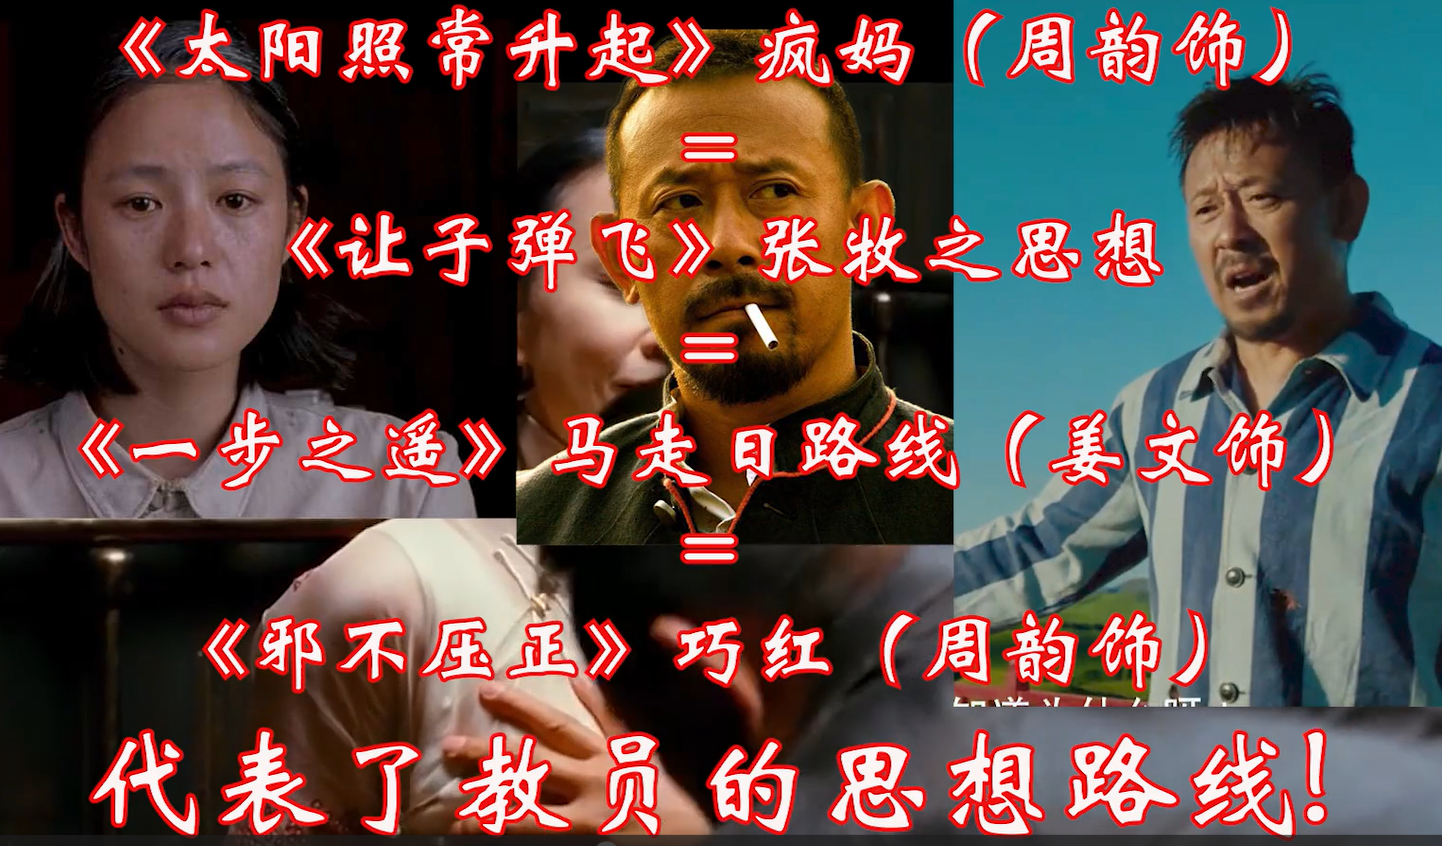 《太阳照常升起》疯妈（周韵饰）
=
《让子弹飞》张牧之思想
=
《一步之遥》马走日路线（姜文饰）
=
《邪不压正》巧红（周韵饰）
代表了教员的思想路线！